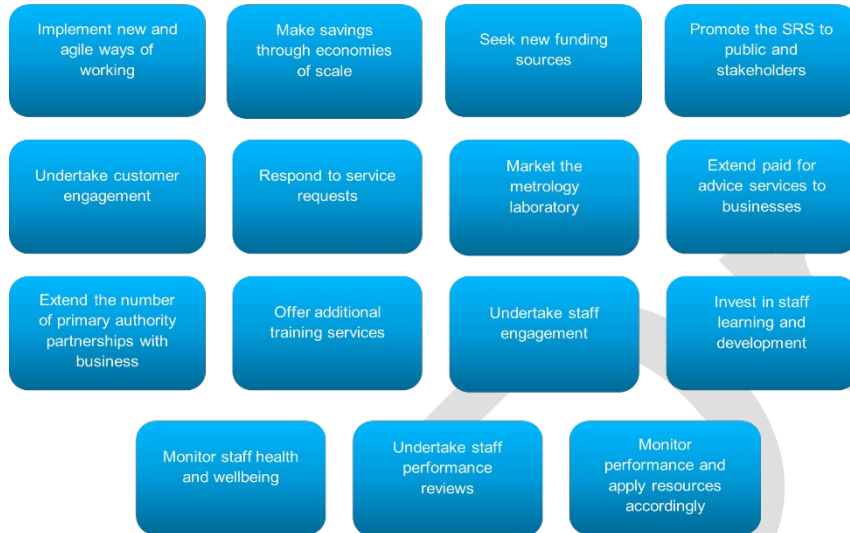 Implement new and
agile ways of
working
Make savings
through economies
of scale
Seek new funding
sources
Promote the SRS to
public and
stakeholders
Undertake customer
engagement
Respond to service
requests
Market the
metrology
laboratory
Extend paid for
advice services to
businesses
Extend the number
of primary authority
partnerships with
business
Offer additional
training services
Undertake staff
engagement
Invest in staff
learning and
development
Monitor staff health
and wellbeing
Undertake staff
performance
reviews
Monitor
performance and
apply resources
accordingly